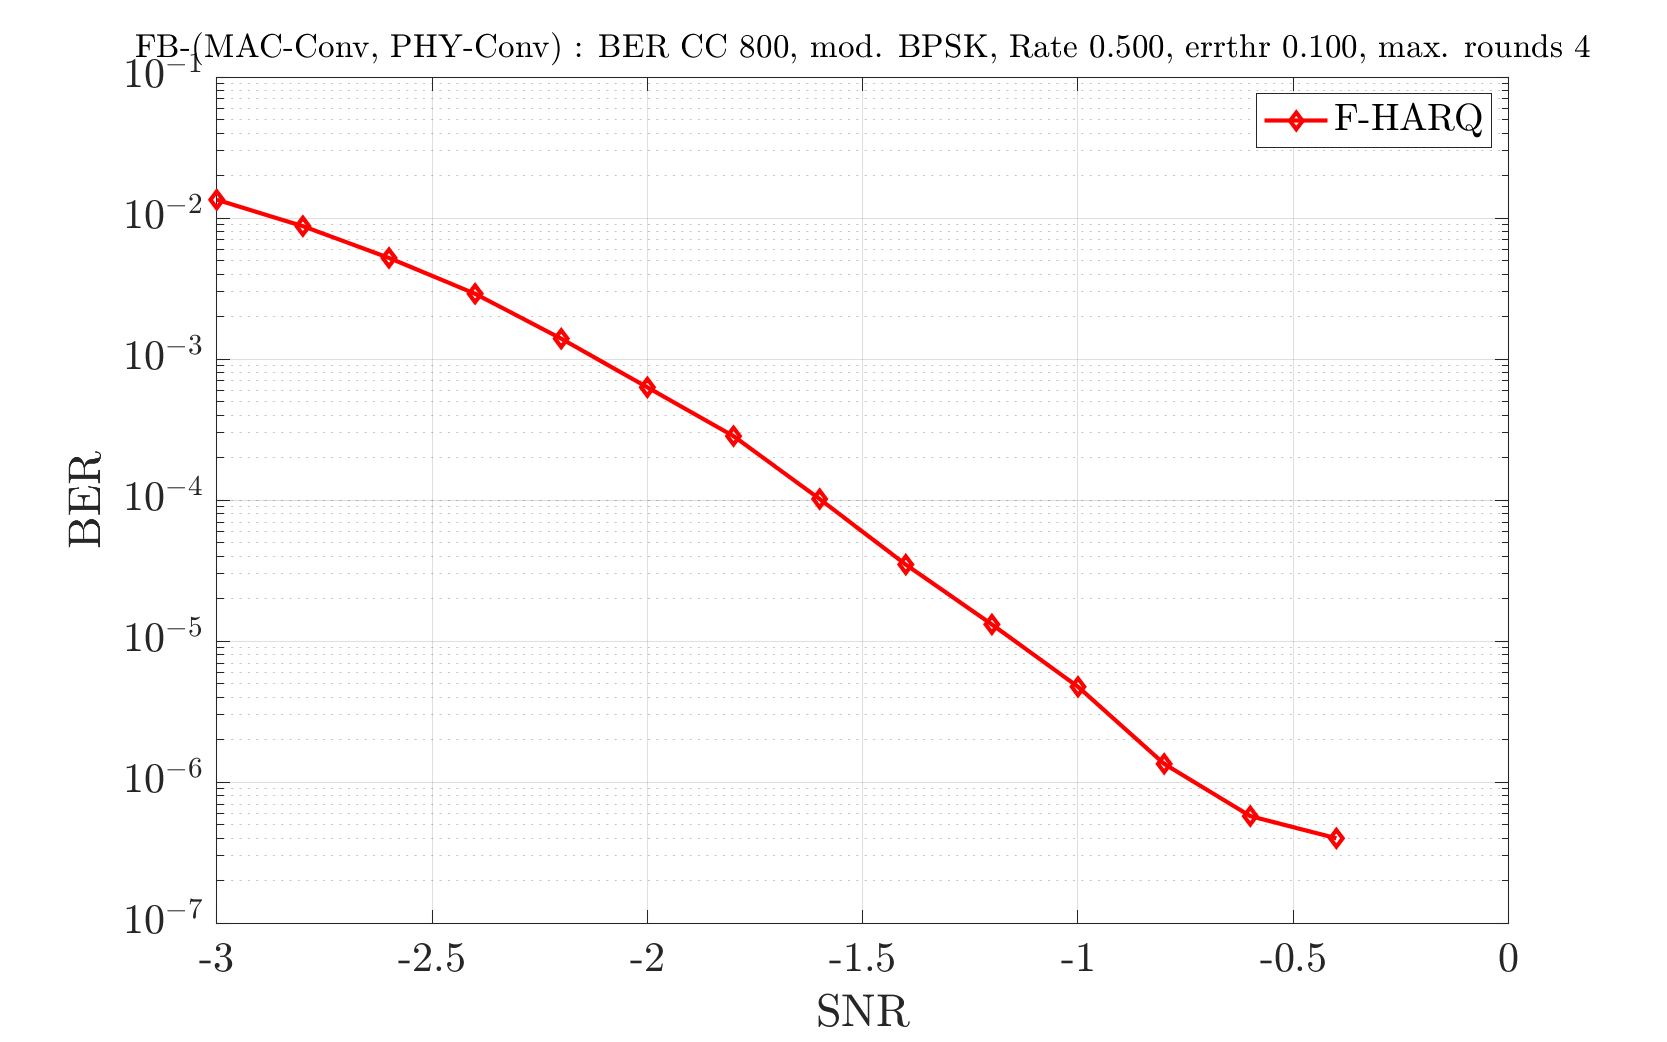 FB-(MAC-Conv, PHY-Conv) : BER CC 800, mod. BPSK, Rate 0.500, errthr 0.100, max. rounds 4
F-HARQ
10^{-1}
10^{-2}
10^{-3}
10^{-4}
10^{-5}
10^{-6}
10^{-7}
BER
-3 -2.5 -2 -1.5 -1 -0.5 0
SNR